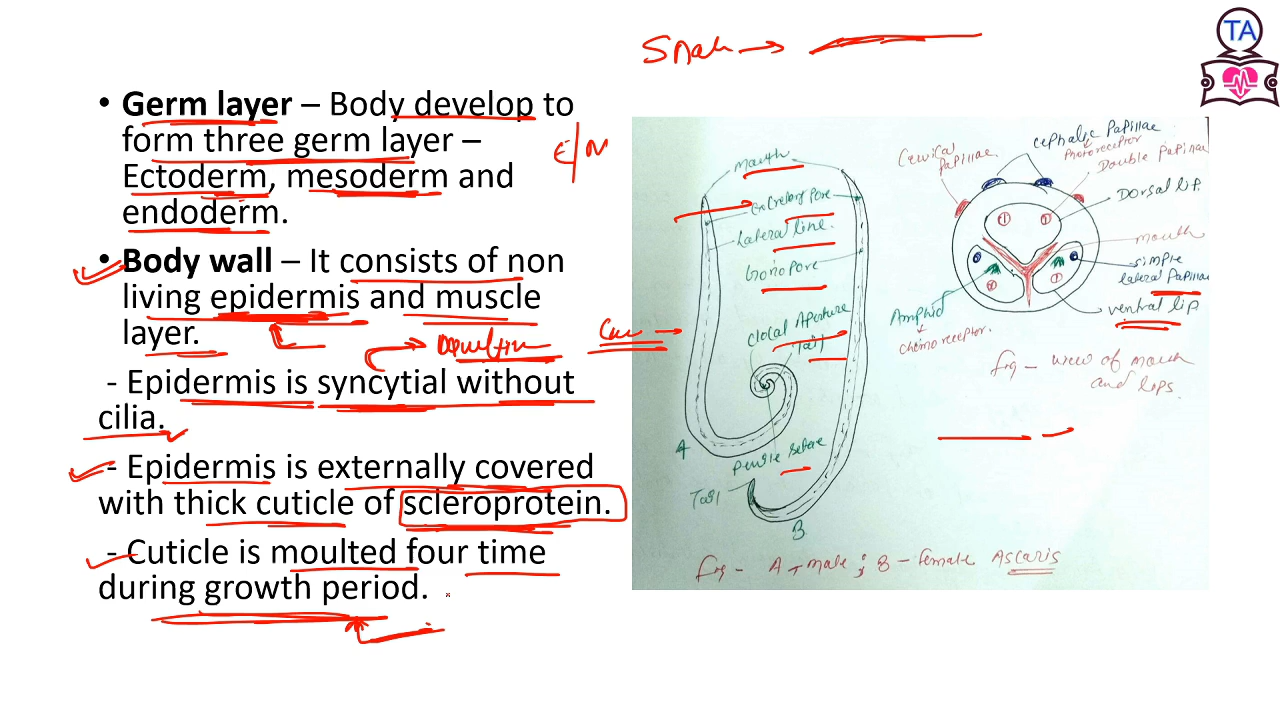 TA
• Germ layer – Body develop to
form three germ layer –
Ectoderm, mesoderm and
endoderm.
• Body wall – It consists of non
living epidermis and muscle
layer.
- Epidermis is syncytial without
cilia.
- Epidermis is externally covered
with thick cuticle of scleroprotein.
- Cuticle is moulted four time
during growth period.
Mouth
Excretory Pore
Lateral line
Gonopore
Clocal Aperture
Tail
A
Penile Setae
Tail
B
fig - A → male ; B - female Ascaris
Cervical
Papillae
Cephalic Papillae
Photoreceptor
Double Papillae
Dorsal lip
mouth
simple
lateral Papillae
ventral lip
Amphid
chemoreceptor.
fig - view of mouth
and lips.